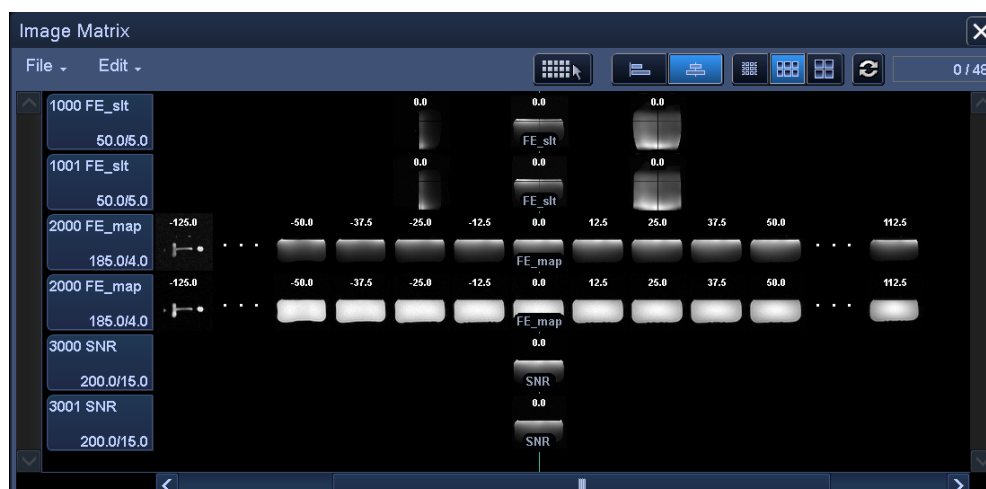 Image Matrix
File Edit
0 / 48
1000 FE_slt 0.0 0.0 0.0
50.0/5.0 FE_slt
1001 FE_slt 0.0 0.0 0.0
50.0/5.0 FE_slt
2000 FE_map -125.0 -50.0 -37.5 -25.0 -12.5 0.0 12.5 25.0 37.5 50.0 112.5
185.0/4.0 FE_map
2000 FE_map -125.0 -50.0 -37.5 -25.0 -12.5 0.0 12.5 25.0 37.5 50.0 112.5
185.0/4.0 FE_map
3000 SNR 0.0
200.0/15.0 SNR
3001 SNR 0.0
200.0/15.0 SNR